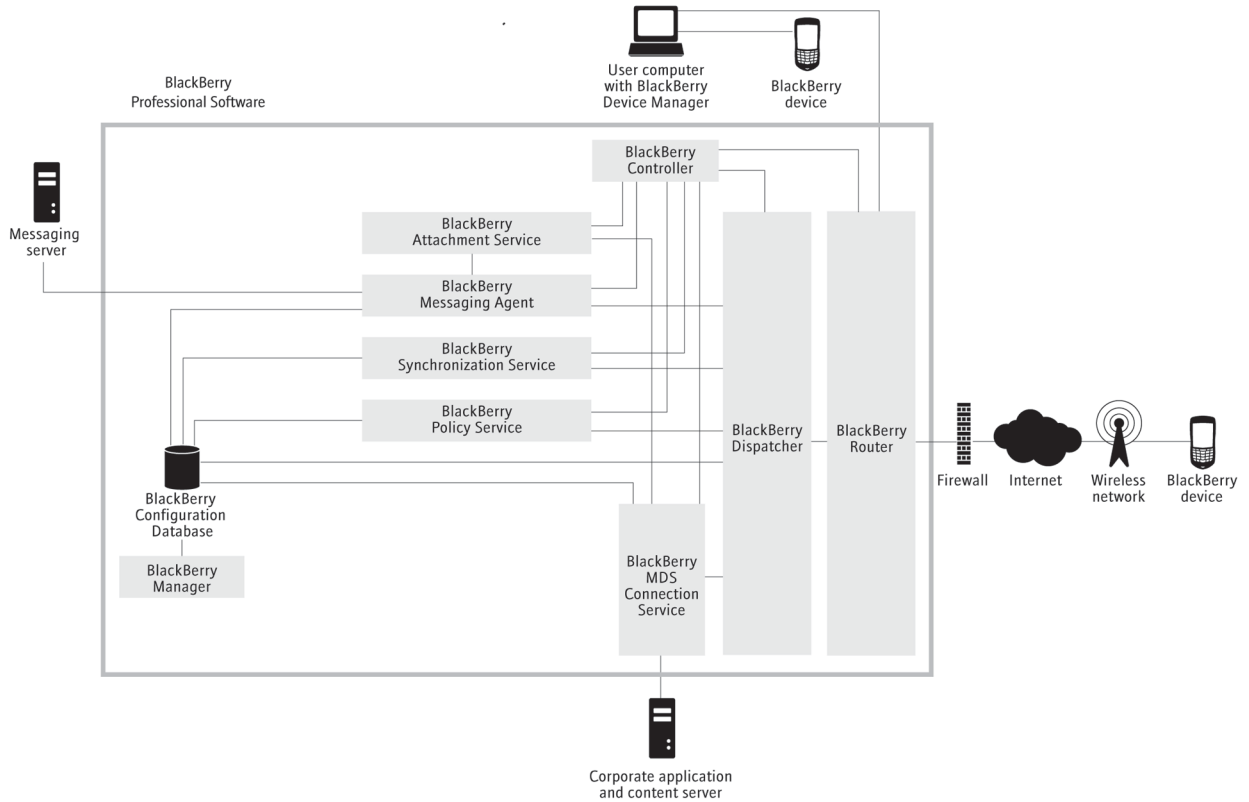 User computer
with BlackBerry
Device Manager
BlackBerry
device
BlackBerry
Professional Software
BlackBerry
Controller
Messaging
server
BlackBerry
Attachment Service
BlackBerry
Messaging Agent
BlackBerry
Synchronization Service
BlackBerry
Policy Service
BlackBerry
Dispatcher
BlackBerry
Router
Firewall
Internet
Wireless
network
BlackBerry
device
BlackBerry
Configuration
Database
BlackBerry
Manager
BlackBerry
MDS
Connection
Service
Corporate application
and content server